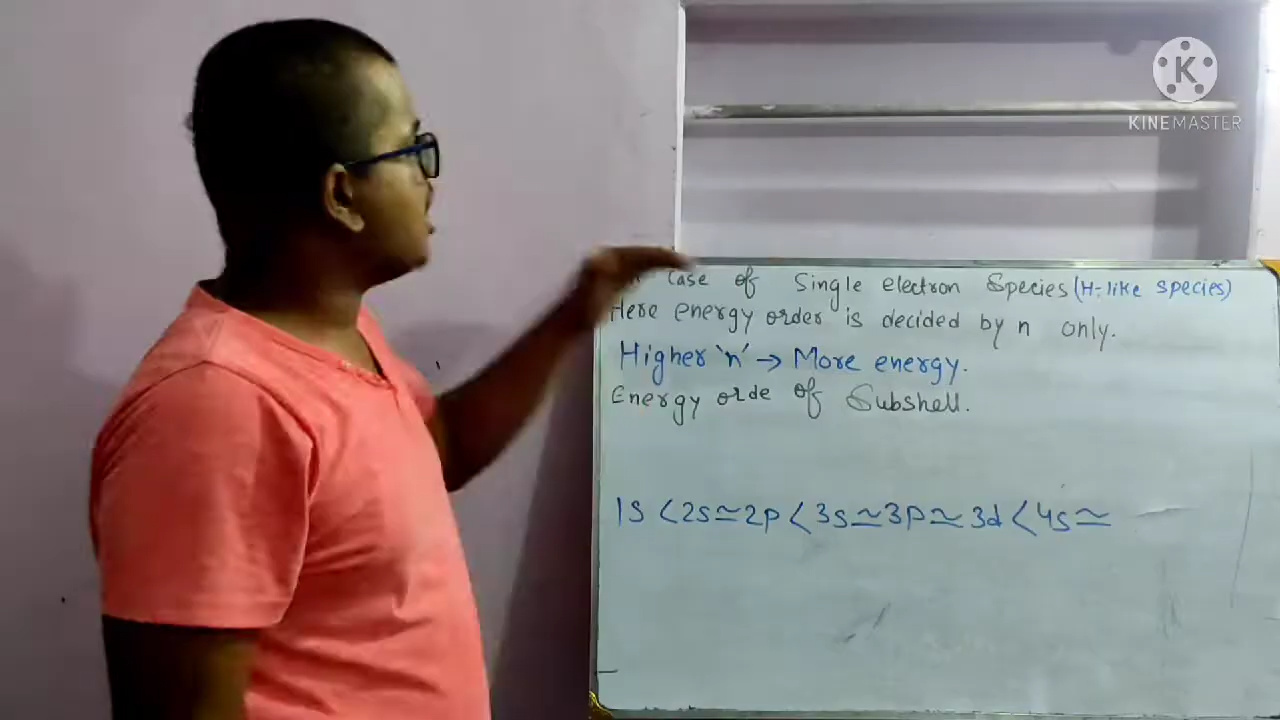 KINEMASTER
case of Single electron Species (H-like species)
Here energy order is decided by n only.
Higher 'n' → More energy.
Energy orde of Subshell.
1s < 2s ≃ 2p < 3s ≃ 3p ≃ 3d < 4s ≃